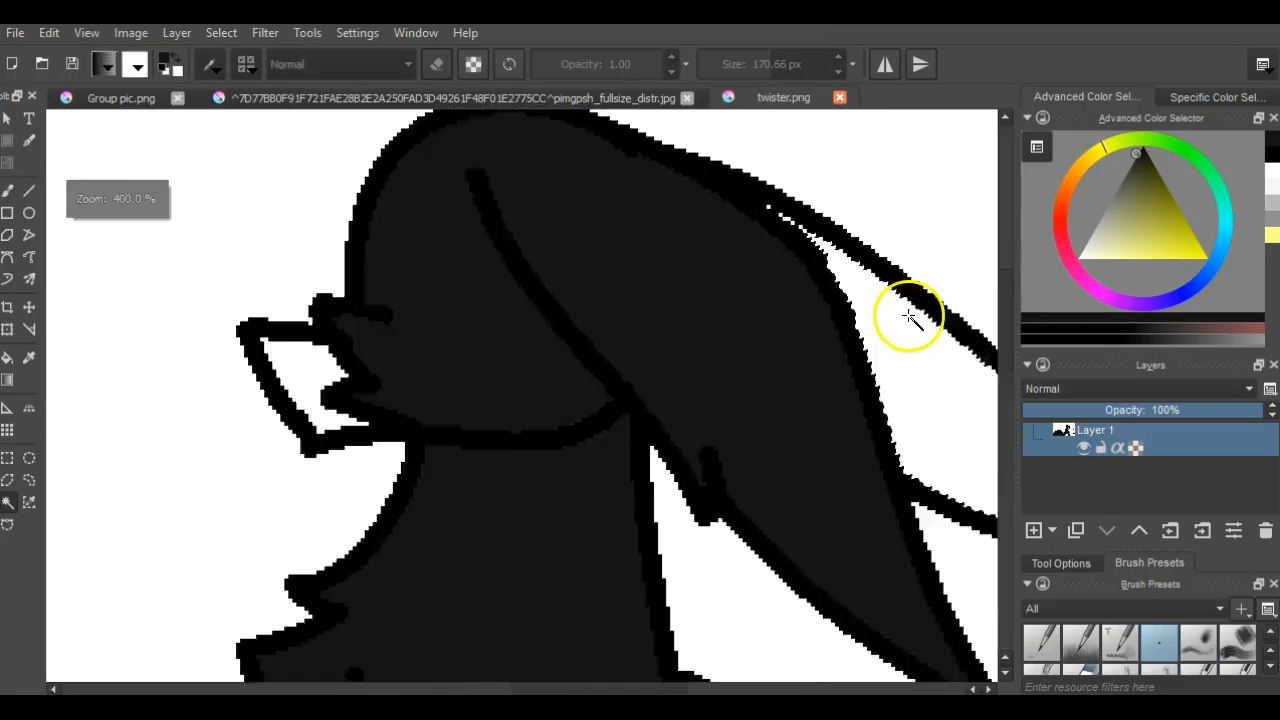 File Edit View Image Layer Select Filter Tools Settings Window Help
Normal Opacity: 1.00 Size: 170.66 px
Group pic.png ^7D77BB0F91F721FAE28B2E2A250FAD3D49261F48F01E2775CC^pimgpsh_fullsize_distr.jpg twister.png
Advanced Color Sel... Specific Color Sel...
Advanced Color Selector
Zoom: 400.0 %
Layers
Normal
Opacity: 100%
Layer 1
Tool Options Brush Presets
Brush Presets
All
Enter resource filters here